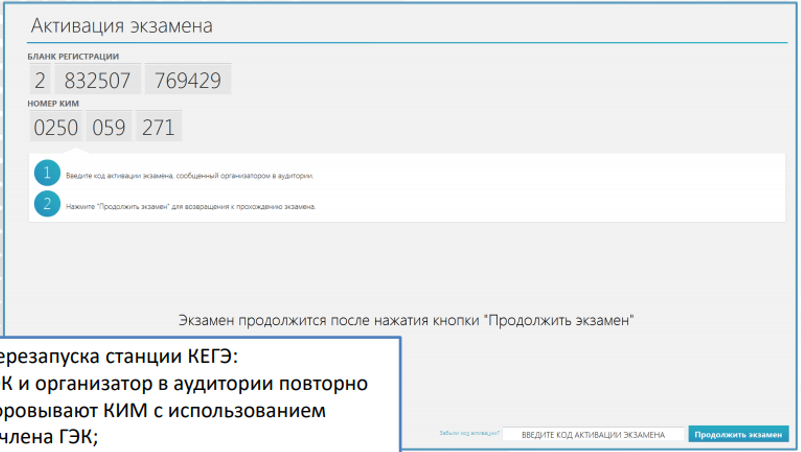 Активация экзамена
БЛАНК РЕГИСТРАЦИИ
2 832507 769429
НОМЕР КИМ
0250 059 271
1 Введите код активации экзамена, сообщенный организатором в аудитории.
2 Нажмите "Продолжить экзамен" для возвращения к прохождению экзамена.
Экзамен продолжится после нажатия кнопки "Продолжить экзамен"
ерезапуска станции КЕГЭ:
К и организатор в аудитории повторно
ровывают КИМ с использованием
члена ГЭК;
Забыли код активации? ВВЕДИТЕ КОД АКТИВАЦИИ ЭКЗАМЕНА Продолжить экзамен